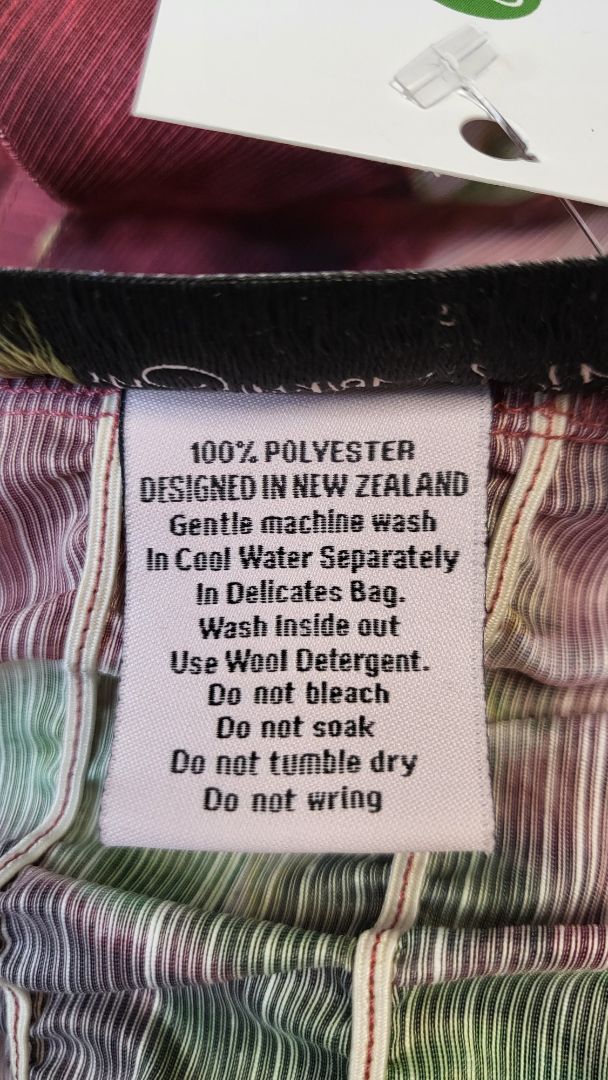 100% POLYESTER
DESIGNED IN NEW ZEALAND
Gentle machine wash
In Cool Water Separately
In Delicates Bag.
Wash inside out
Use Wool Detergent.
Do not bleach
Do not soak
Do not tumble dry
Do not wring